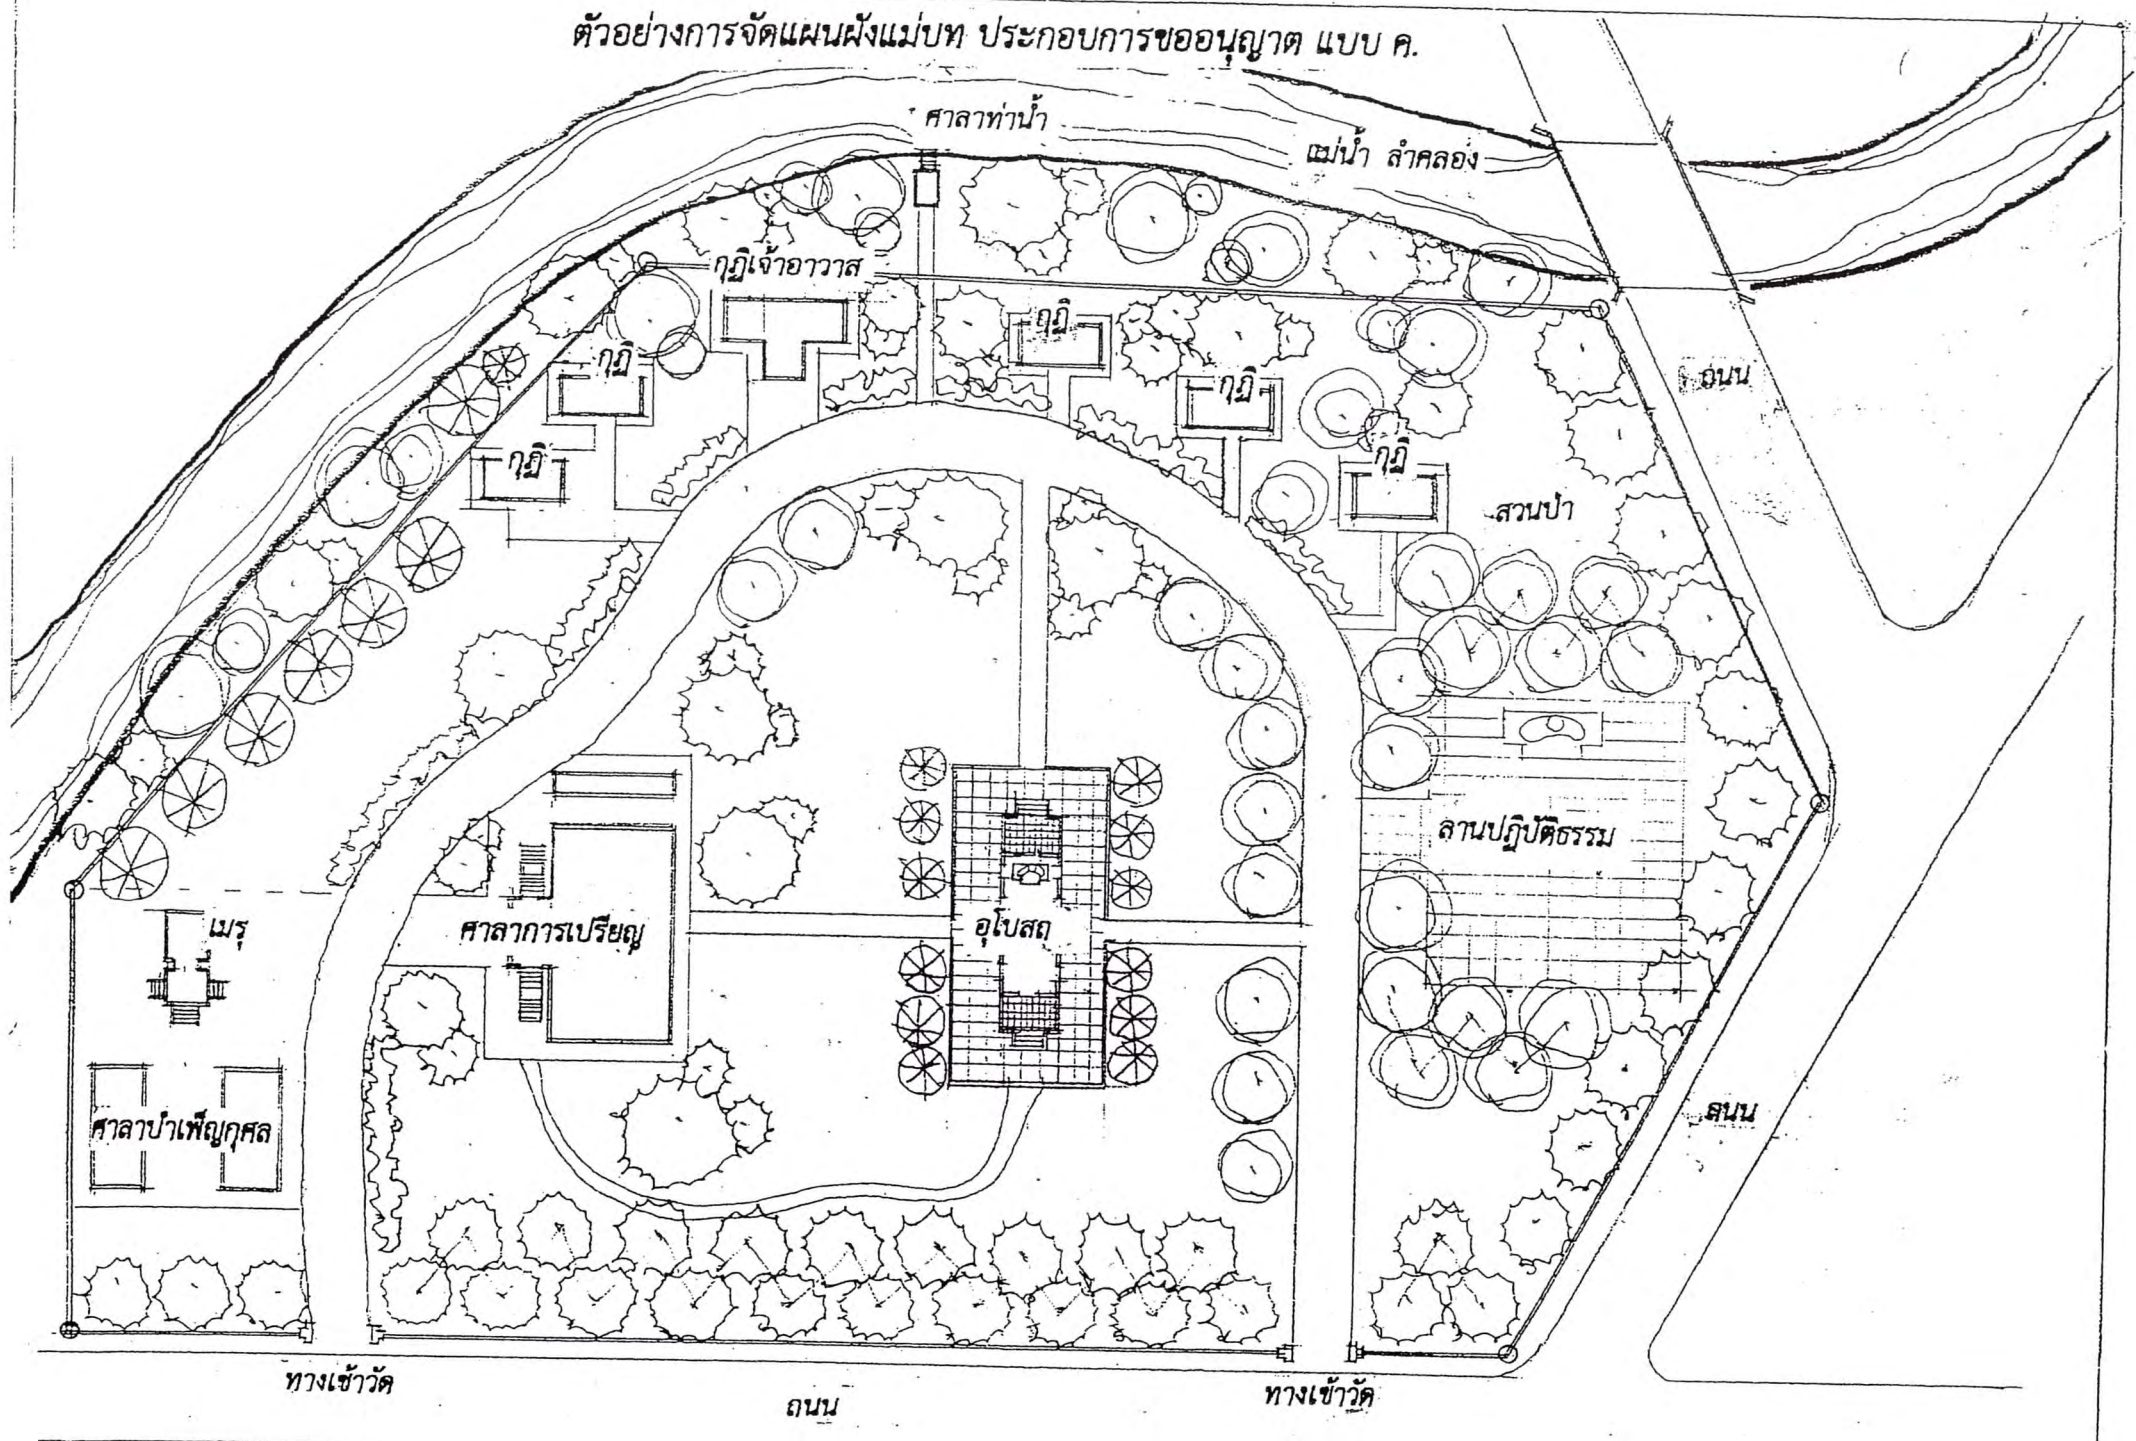 ตัวอย่างการจัดแผนผังแม่บท ประกอบการขออนุญาต แบบ ค.
ศาลาท่าน้ำ
แม่น้ำ ลำคลอง
กุฏิเจ้าอาวาส
กุฏิ
กุฏิ
กุฏิ
ถนน
กุฏิ
กุฏิ
สวนป่า
ลานปฏิบัติธรรม
เมรุ
ศาลาการเปรียญ
อุโบสถ
ศาลาบำเพ็ญกุศล
ถนน
ทางเข้าวัด
ถนน
ทางเข้าวัด